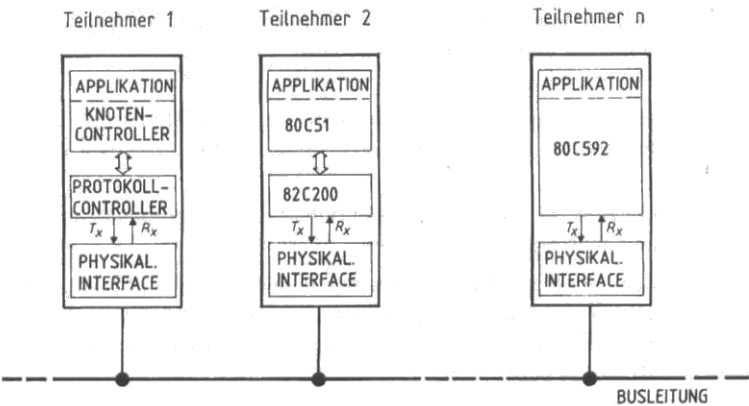 Teilnehmer 1
Teilnehmer 2
Teilnehmer n
APPLIKATION
KNOTEN-
CONTROLLER
PROTOKOLL-
CONTROLLER
Tx
Rx
PHYSIKAL.
INTERFACE
APPLIKATION
80C51
82C200
Tx
Rx
PHYSIKAL.
INTERFACE
APPLIKATION
80C592
Tx
Rx
PHYSIKAL.
INTERFACE
BUSLEITUNG